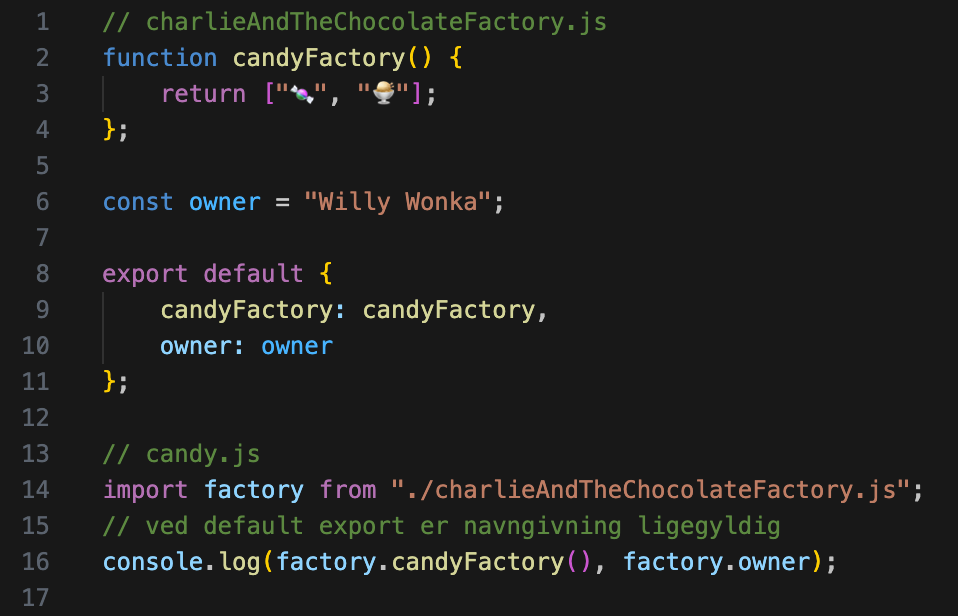 1 // charlieAndTheChocolateFactory.js
2 function candyFactory() {
3     return ["🍬", "🍨"];
4 };
5
6 const owner = "Willy Wonka";
7
8 export default {
9     candyFactory: candyFactory,
10     owner: owner
11 };
12
13 // candy.js
14 import factory from "./charlieAndTheChocolateFactory.js";
15 // ved default export er navngivning ligegyldig
16 console.log(factory.candyFactory(), factory.owner);
17